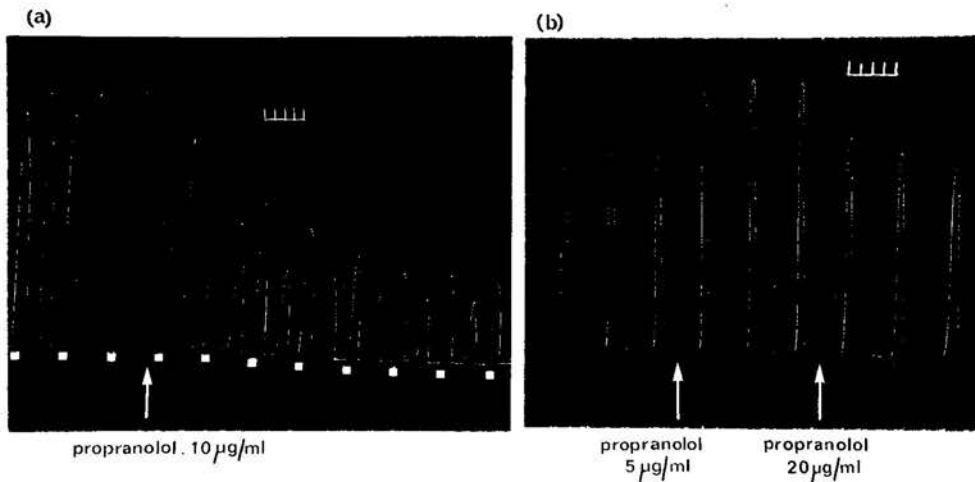 (a)
(b)
propranolol . 10 μg/ml
propranolol
5 μg/ml
propranolol
20 μg/ml